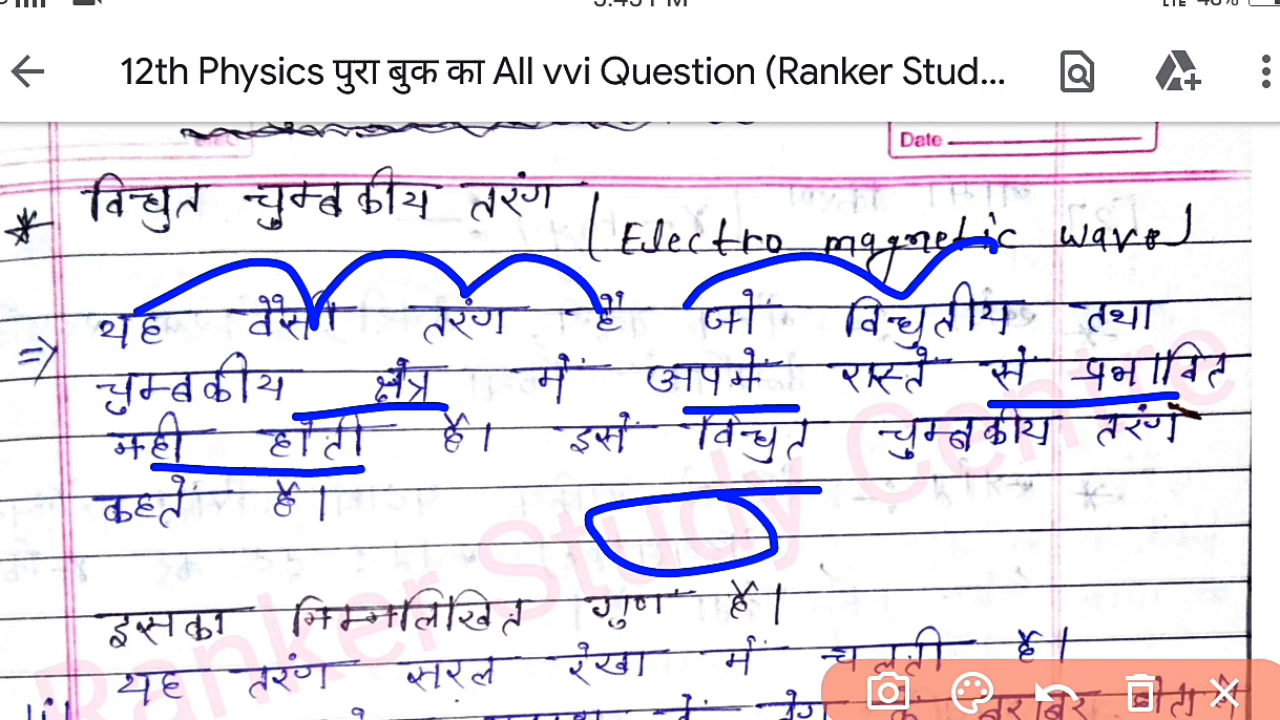 12th Physics पुरा बुक का All vvi Question (Ranker Stud...
Date
* विद्युत चुम्बकीय तरंग (Electro magnetic wave)
=> यह वैसी तरंग है जो विद्युतीय तथा
चुम्बकीय क्षेत्र में अपने रास्ते से प्रभावित
नही होती है। इसे विद्युत चुम्बकीय तरंग
कहते है।
इसका निम्नलिखित गुण है।
यह तरंग सरल रेखा में चलती है।
Ranker Study Centre